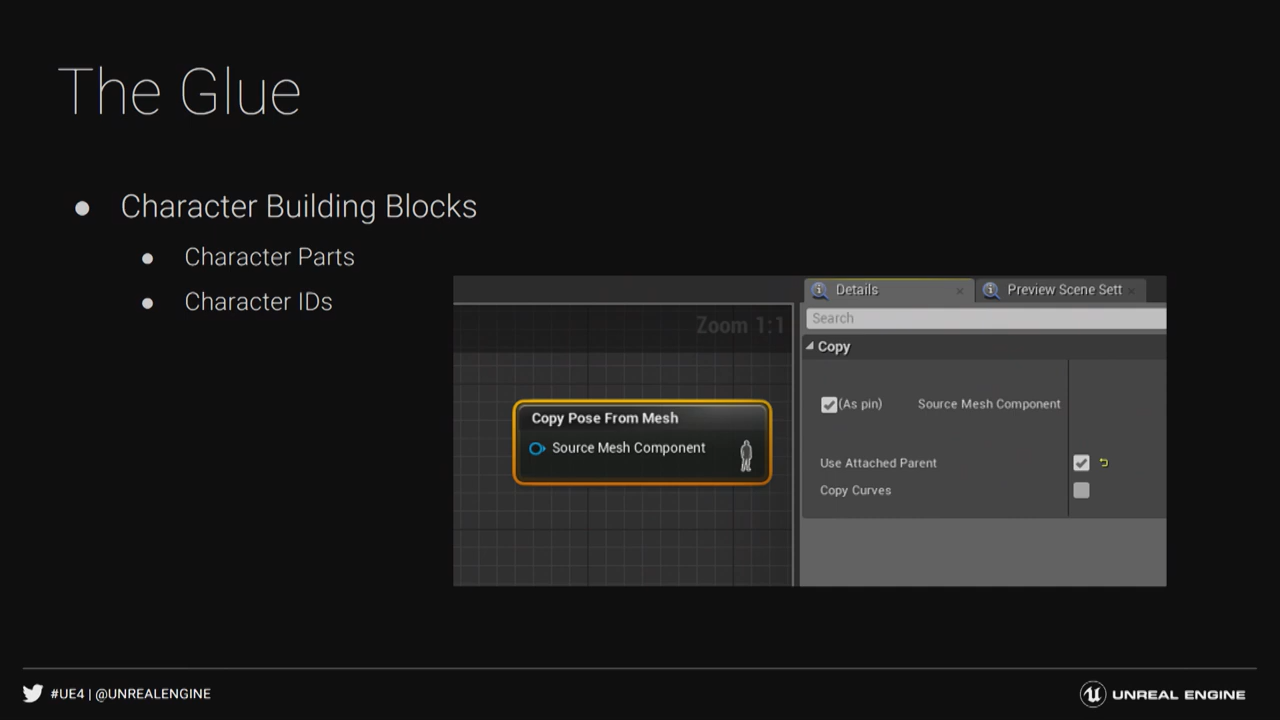 The Glue
Character Building Blocks
Character Parts
Character IDs
Zoom 1:1
Copy Pose From Mesh
Source Mesh Component
Details
Preview Scene Sett
Search
Copy
(As pin) Source Mesh Component
Use Attached Parent
Copy Curves
#UE4 | @UNREALENGINE
UNREAL ENGINE